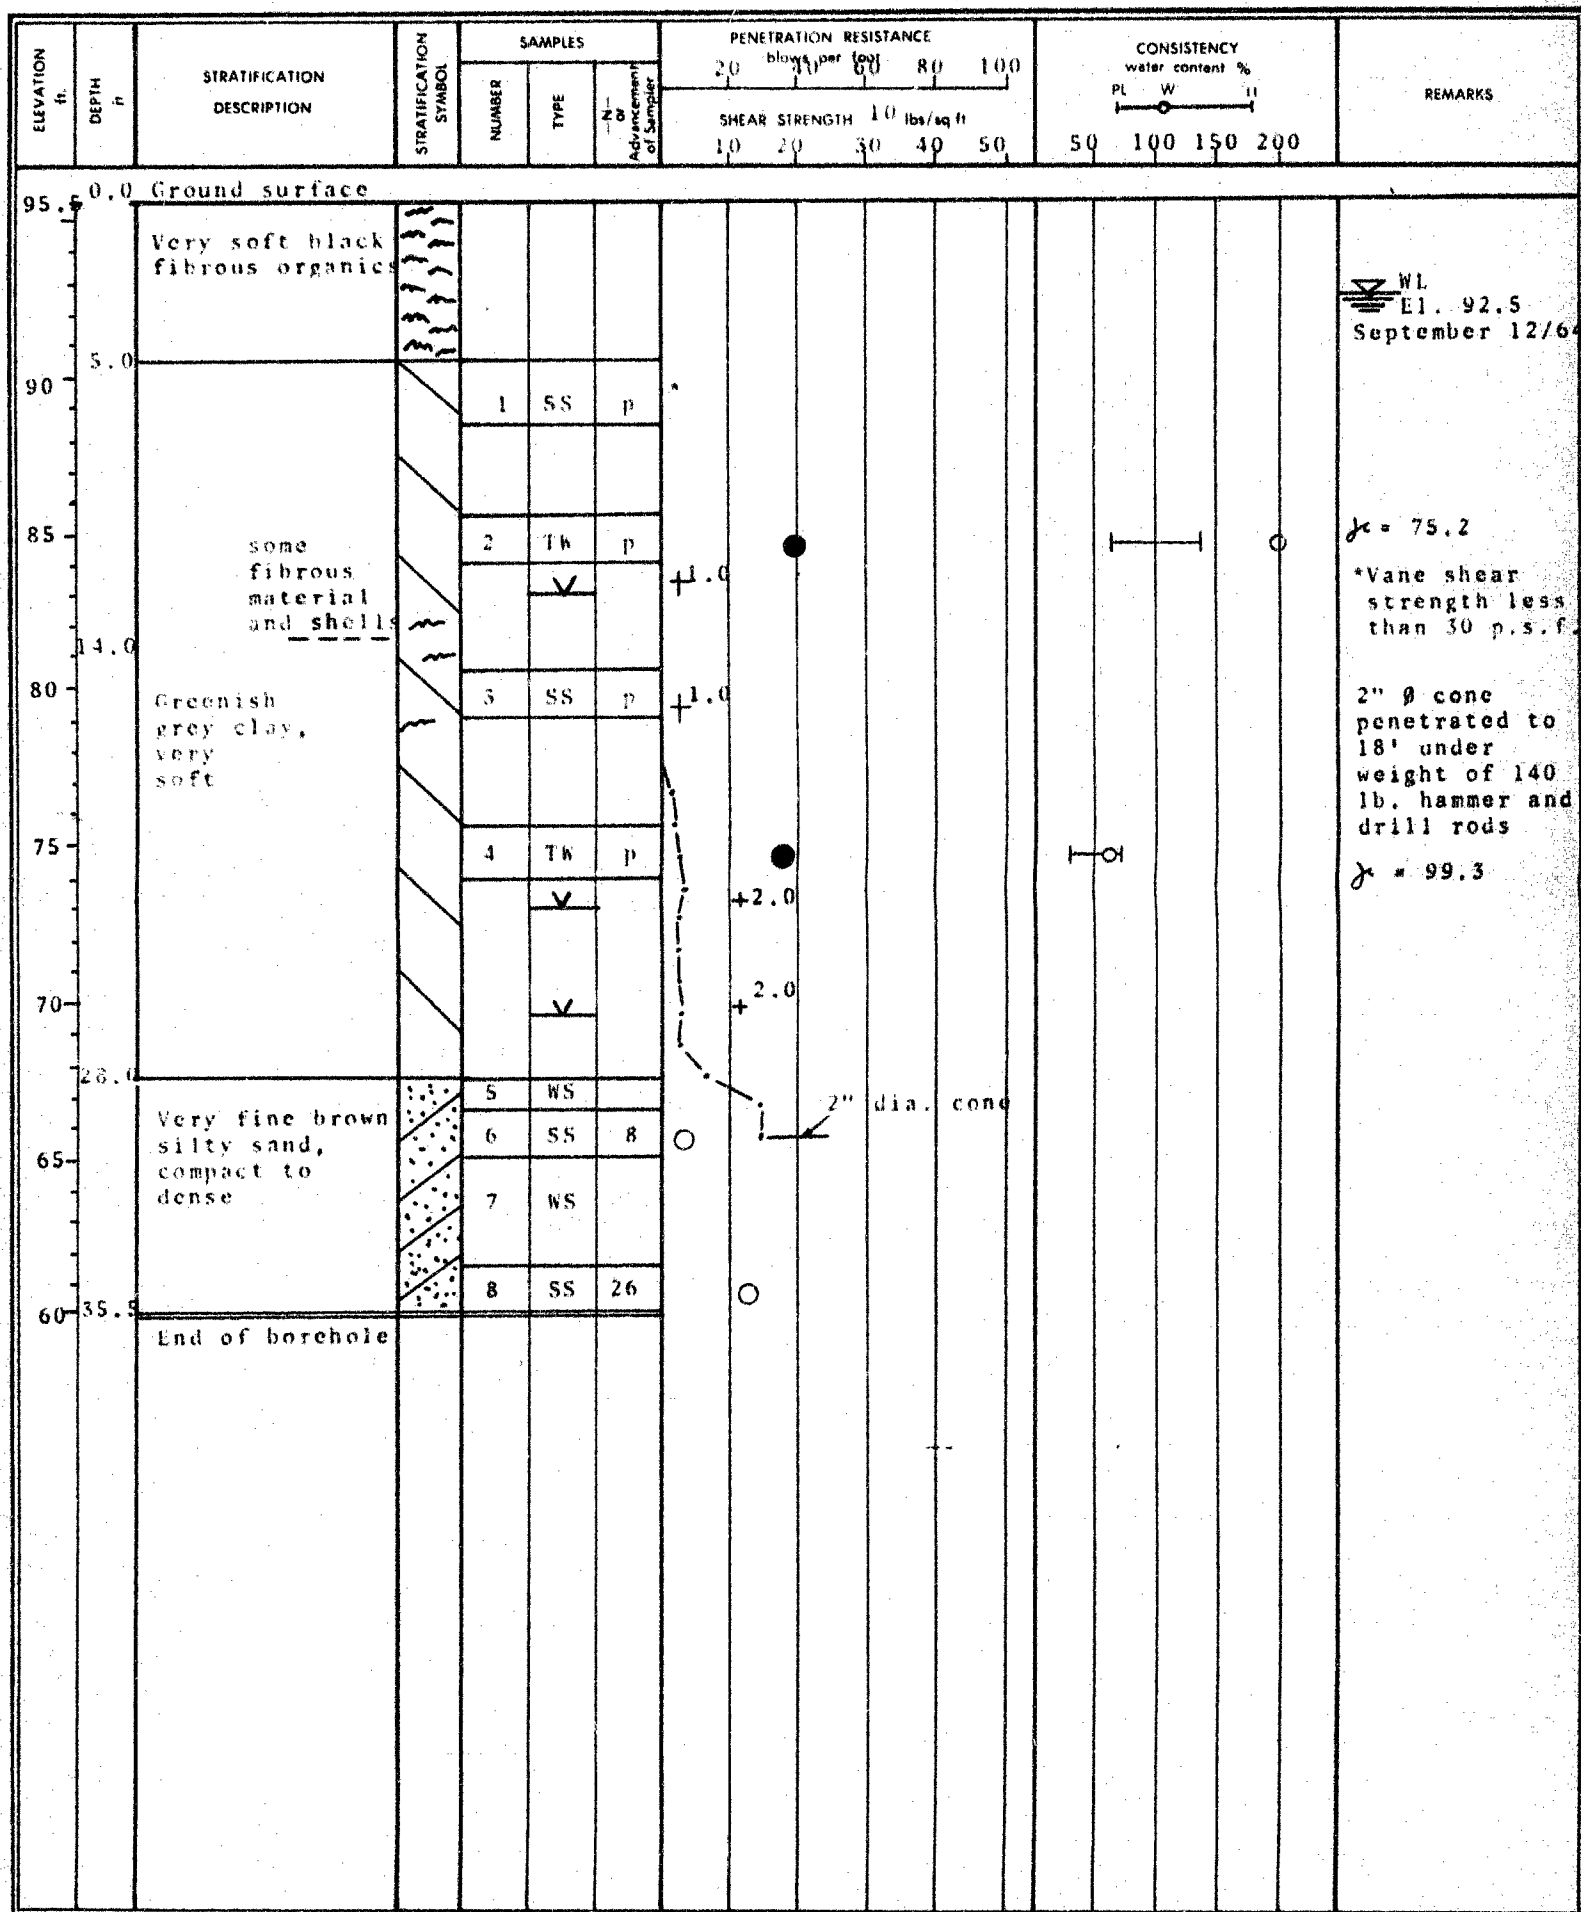 ELEVATION
ft.
DEPTH
STRATIFICATION
DESCRIPTION
STRATIFICATION
SYMBOL
SAMPLES
NUMBER
TYPE
—N—
or
Advancement
of Sampler
PENETRATION RESISTANCE
blows per foot
20 40 60 80 100
SHEAR STRENGTH 10 lbs/sq ft
10 20 30 40 50
CONSISTENCY
water content %
PL W
50 100 150 200
REMARKS
95.5 0.0 Ground surface
Very soft black
fibrous organics
WL
El. 92.5
September 12/64
5.0
90
1 SS p *
85
2 TW p
γ = 75.2
some
fibrous
material
and shells
+1.0
*Vane shear
strength less
than 30 p.s.f.
14.0
80
3 SS p +1.0
Greenish
grey clay,
very
soft
2" Ø cone
penetrated to
18' under
weight of 140
lb. hammer and
drill rods
75
4 TW p
γ = 99.3
+2.0
70
+2.0
28.0
5 WS
2" dia. cone
Very fine brown
silty sand,
compact to
dense
6 SS 8
65
7 WS
8 SS 26
60 35.5
End of borehole